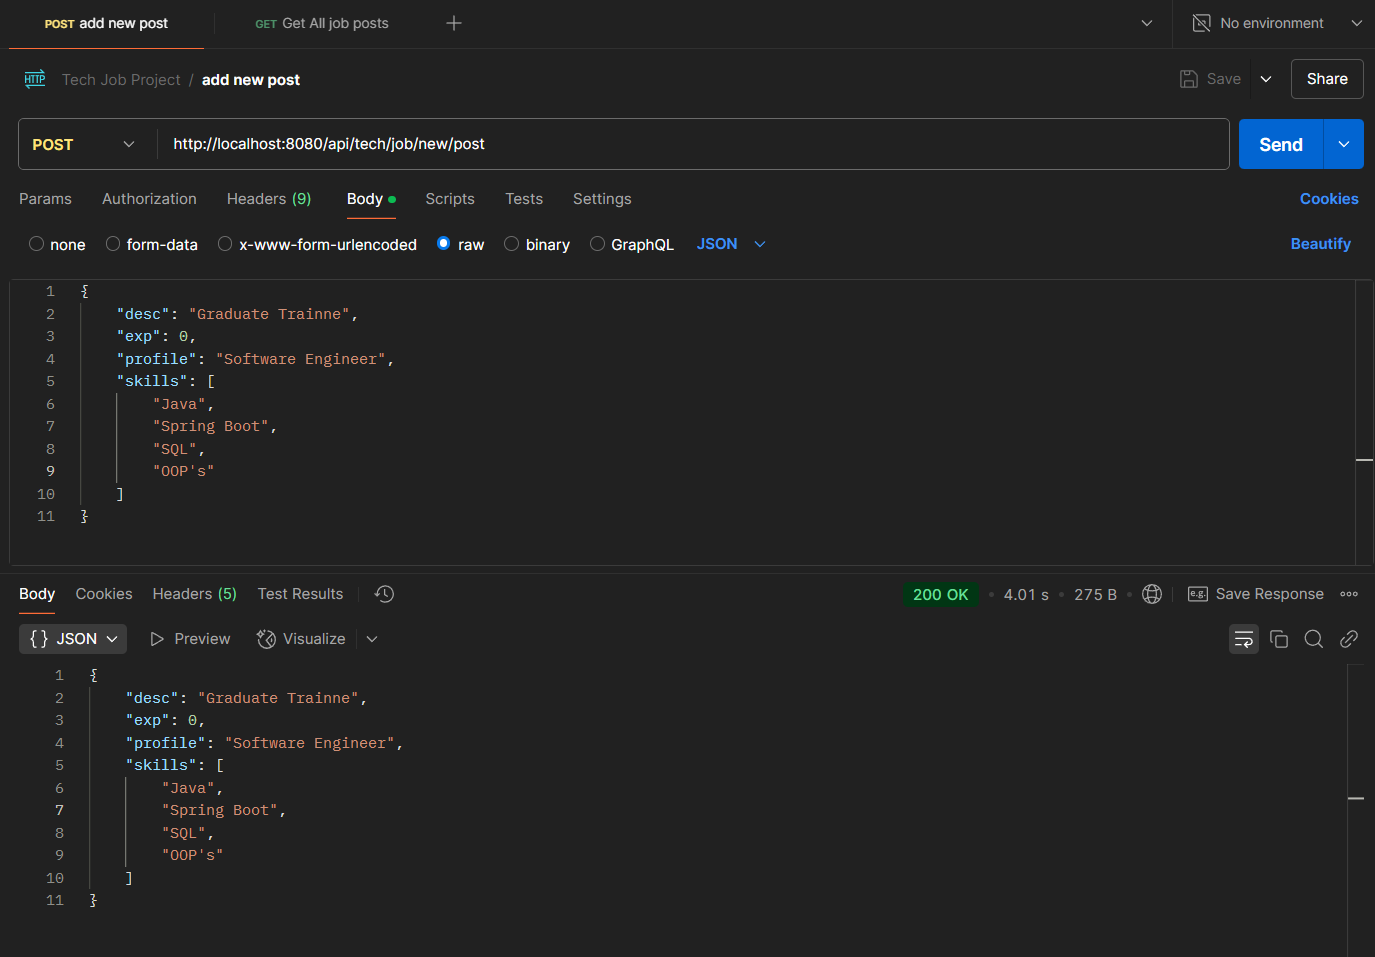 POST add new post
GET Get All job posts
No environment
HTTP Tech Job Project / add new post
Save
Share
POST http://localhost:8080/api/tech/job/new/post
Send
Params Authorization Headers (9) Body Scripts Tests Settings
Cookies
none form-data x-www-form-urlencoded raw binary GraphQL JSON
Beautify
1 {
2 "desc": "Graduate Trainne",
3 "exp": 0,
4 "profile": "Software Engineer",
5 "skills": [
6 "Java",
7 "Spring Boot",
8 "SQL",
9 "OOP's"
10 ]
11 }
Body Cookies Headers (5) Test Results
200 OK • 4.01 s • 275 B •
e.g. Save Response
{} JSON Preview Visualize
1 {
2 "desc": "Graduate Trainne",
3 "exp": 0,
4 "profile": "Software Engineer",
5 "skills": [
6 "Java",
7 "Spring Boot",
8 "SQL",
9 "OOP's"
10 ]
11 }